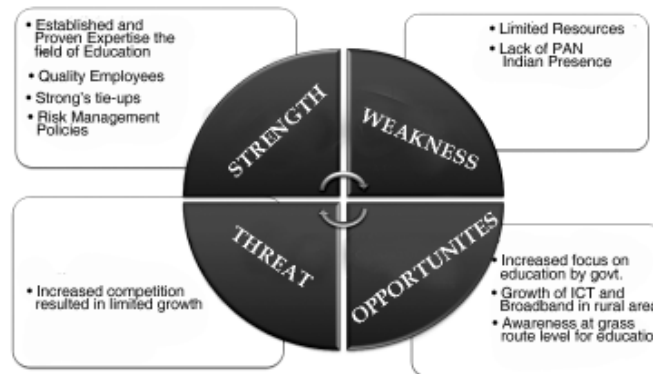 • Established and
Proven Expertise the
field of Education
• Quality Employees
• Strong's tie-ups
• Risk Management
Policies
• Limited Resources
• Lack of PAN
Indian Presence
STRENGTH
WEAKNESS
THREAT
OPPORTUNITES
• Increased competition
resulted in limited growth
• Increased focus on
education by govt.
• Growth of ICT and
Broadband in rural area
• Awareness at grass
route level for educatio